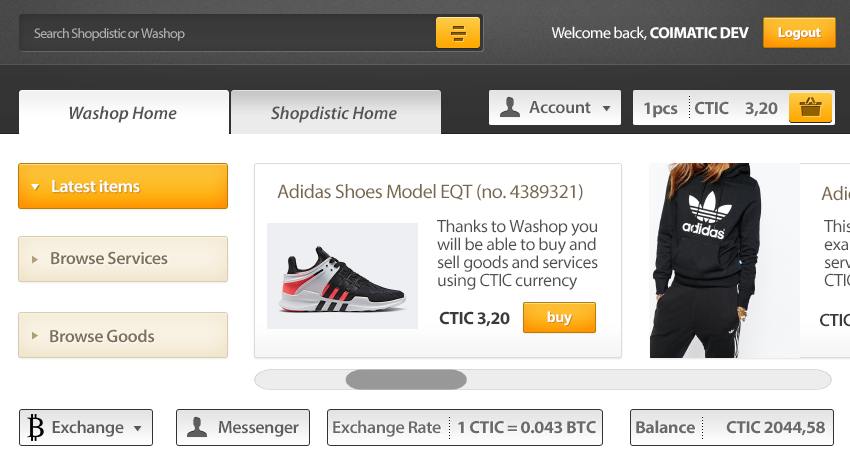 Search Shopdistic or Washop
Welcome back, COIMATIC DEV
Logout
Washop Home
Shopdistic Home
Account
1pcs
CTIC 3,20
Latest items
Browse Services
Browse Goods
Adidas Shoes Model EQT (no. 4389321)
Thanks to Washop you
will be able to buy and
sell goods and services
using CTIC currency
CTIC 3,20
buy
adidas
Adi
This
exa
serv
CTIC
CTIC
Exchange
Messenger
Exchange Rate
1 CTIC = 0.043 BTC
Balance
CTIC 2044,58